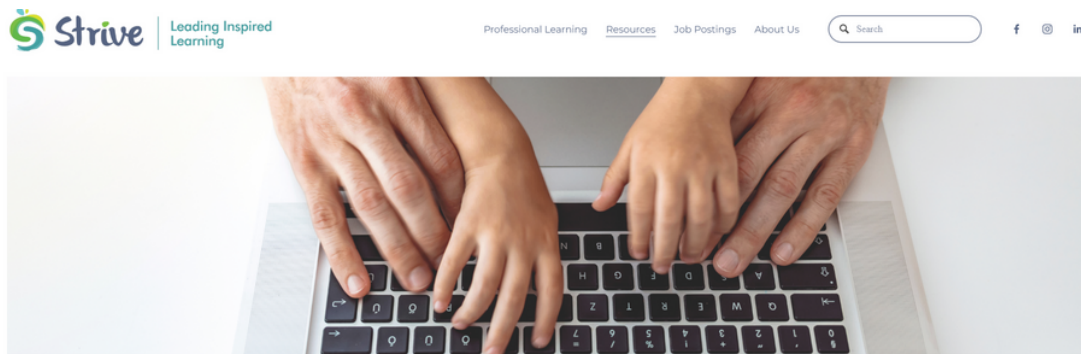 Strive
Leading Inspired
Learning
Professional Learning
Resources
Job Postings
About Us
Search
N
B
H
G
F
D
A
Z
T
R
E
W
Q
Ü